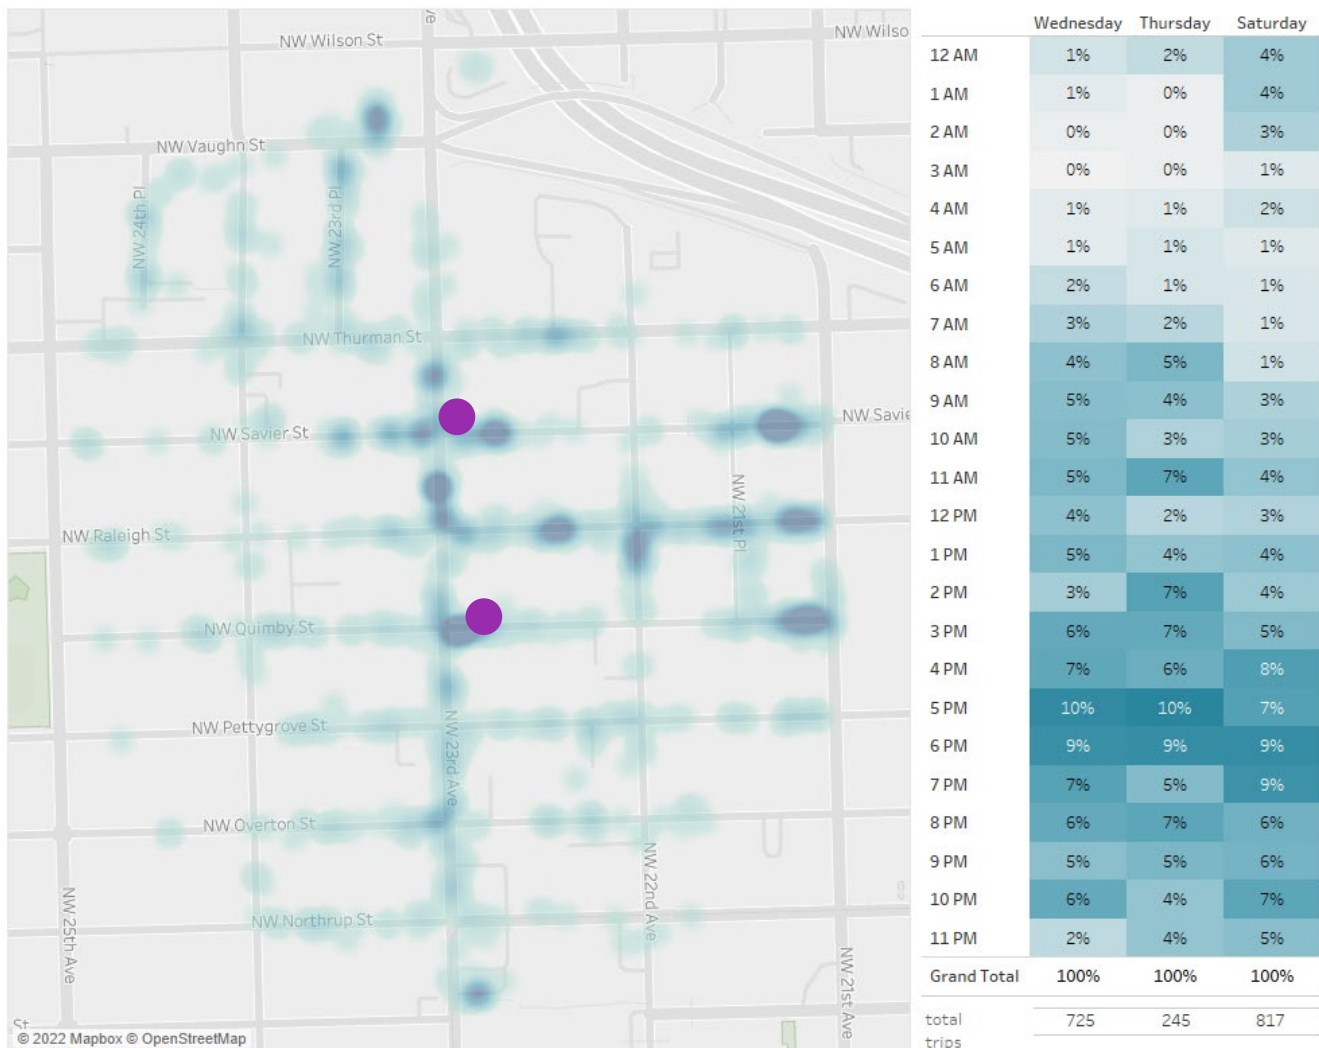 Ave
NW Wilson St
NW Wilso
NW Vaughn St
NW 24th Pl
NW 23rd Pl
NW Thurman St
NW Savier St
NW Savie
NW Raleigh St
NW 21st Pl
NW Quimby St
NW Pettygrove St
NW 23rd Ave
NW Overton St
NW 22nd Ave
NW Northrup St
NW 25th Ave
NW 21st Ave
St
© 2022 Mapbox © OpenStreetMap
Wednesday Thursday Saturday
12 AM 1% 2% 4%
1 AM 1% 0% 4%
2 AM 0% 0% 3%
3 AM 0% 0% 1%
4 AM 1% 1% 2%
5 AM 1% 1% 1%
6 AM 2% 1% 1%
7 AM 3% 2% 1%
8 AM 4% 5% 1%
9 AM 5% 4% 3%
10 AM 5% 3% 3%
11 AM 5% 7% 4%
12 PM 4% 2% 3%
1 PM 5% 4% 4%
2 PM 3% 7% 4%
3 PM 6% 7% 5%
4 PM 7% 6% 8%
5 PM 10% 10% 7%
6 PM 9% 9% 9%
7 PM 7% 5% 9%
8 PM 6% 7% 6%
9 PM 5% 5% 6%
10 PM 6% 4% 7%
11 PM 2% 4% 5%
Grand Total 100% 100% 100%
total 725 245 817
trips